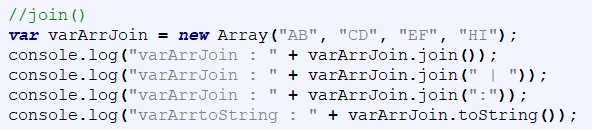 //join()
var varArrJoin = new Array("AB", "CD", "EF", "HI");
console.log("varArrJoin : " + varArrJoin.join());
console.log("varArrJoin : " + varArrJoin.join(" | "));
console.log("varArrJoin : " + varArrJoin.join(":"));
console.log("varArrtoString : " + varArrJoin.toString());